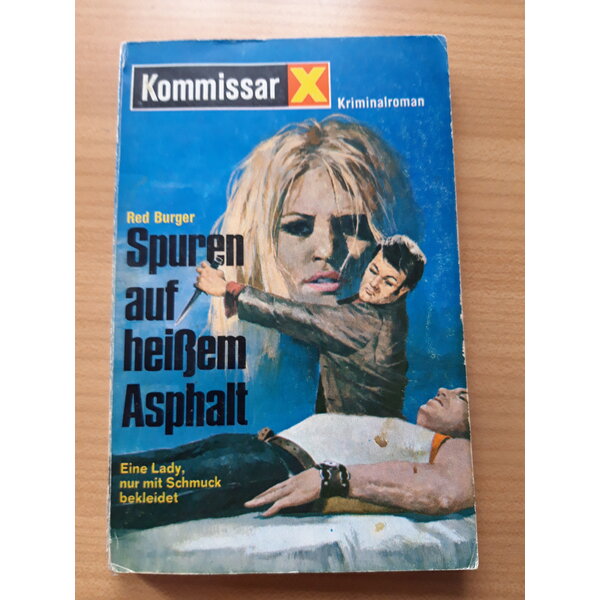 Kommissar X
Kriminalroman
Red Burger
Spuren
auf
heißem
Asphalt
Eine Lady,
nur mit Schmuck
bekleidet